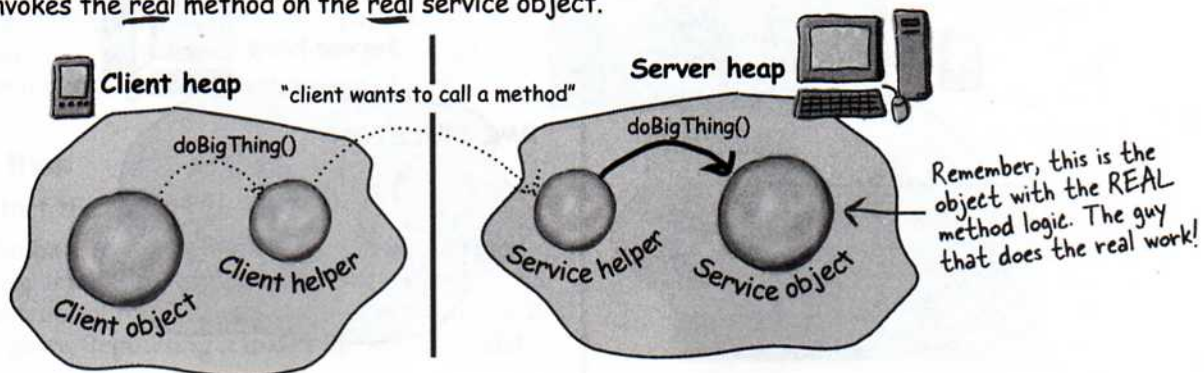 nvokes the real method on the real service object.
Client heap
"client wants to call a method"
Server heap
doBigThing()
doBigThing()
Client object
Client helper
Service helper
Service object
Remember, this is the
object with the REAL
method logic. The guy
that does the real work!